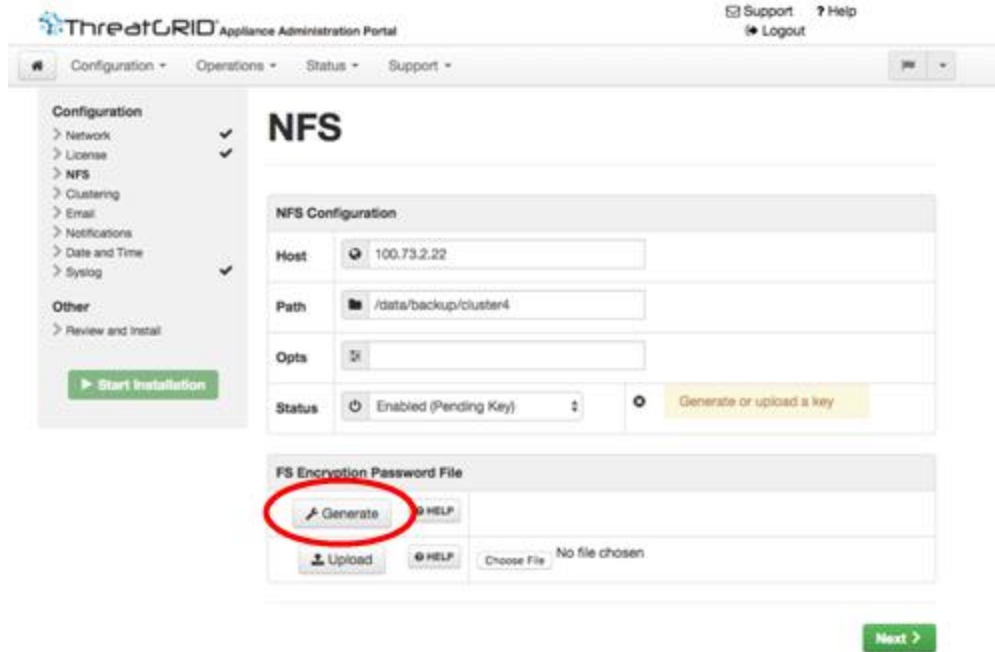 ThreatGRID Appliance Administration Portal
Support ? Help
Logout
Configuration Operations Status Support
Configuration
Network
License
NFS
Clustering
Email
Notifications
Date and Time
Syslog
Other
Review and Install
Start Installation
NFS
NFS Configuration
Host 100.73.2.22
Path /data/backup/cluster4
Opts
Status Enabled (Pending Key) Generate or upload a key
FS Encryption Password File
Generate HELP
Upload HELP Choose File No file chosen
Next >